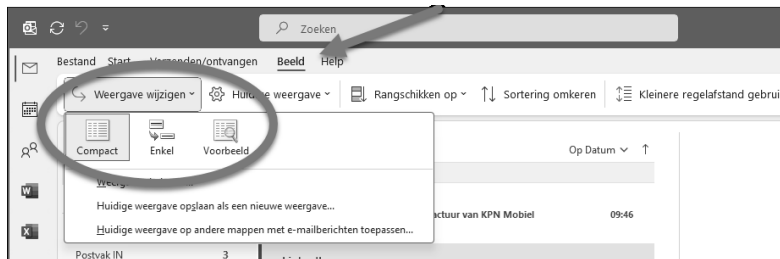 Zoeken
Bestand Start Verzenden/ontvangen Beeld Help
Weergave wijzigen Huidige weergave Rangschikken op Sortering omkeren Kleinere regelafstand gebrui
Compact Enkel Voorbeeld
Op Datum
Huidige weergave opslaan als een nieuwe weergave...
actuur van KPN Mobiel 09:46
Huidige weergave op andere mappen met e-mailberichten toepassen...
Postvak IN 3